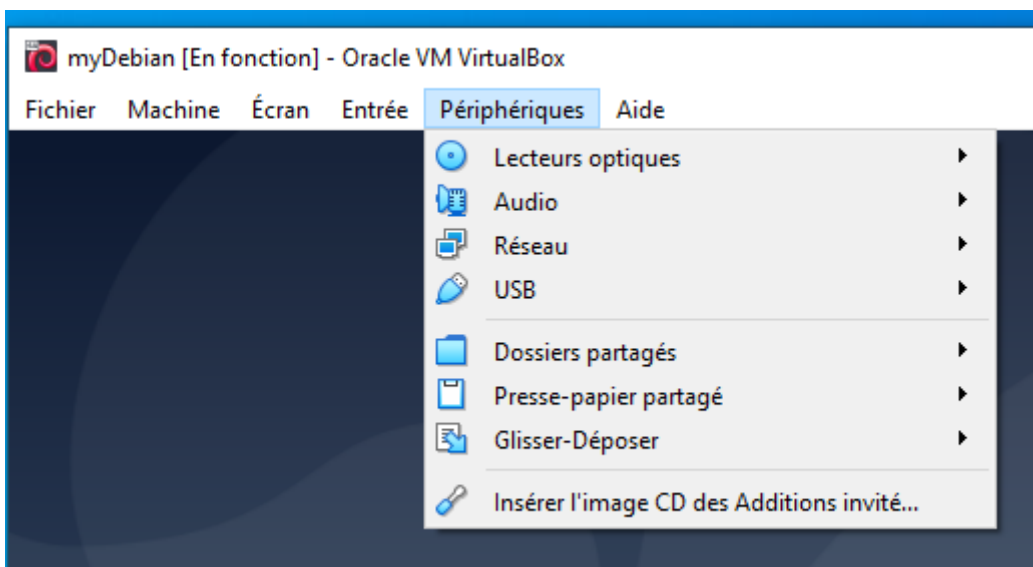 myDebian [En fonction] - Oracle VM VirtualBox
Fichier Machine Écran Entrée Périphériques Aide
Lecteurs optiques
Audio
Réseau
USB
Dossiers partagés
Presse-papier partagé
Glisser-Déposer
Insérer l'image CD des Additions invité...